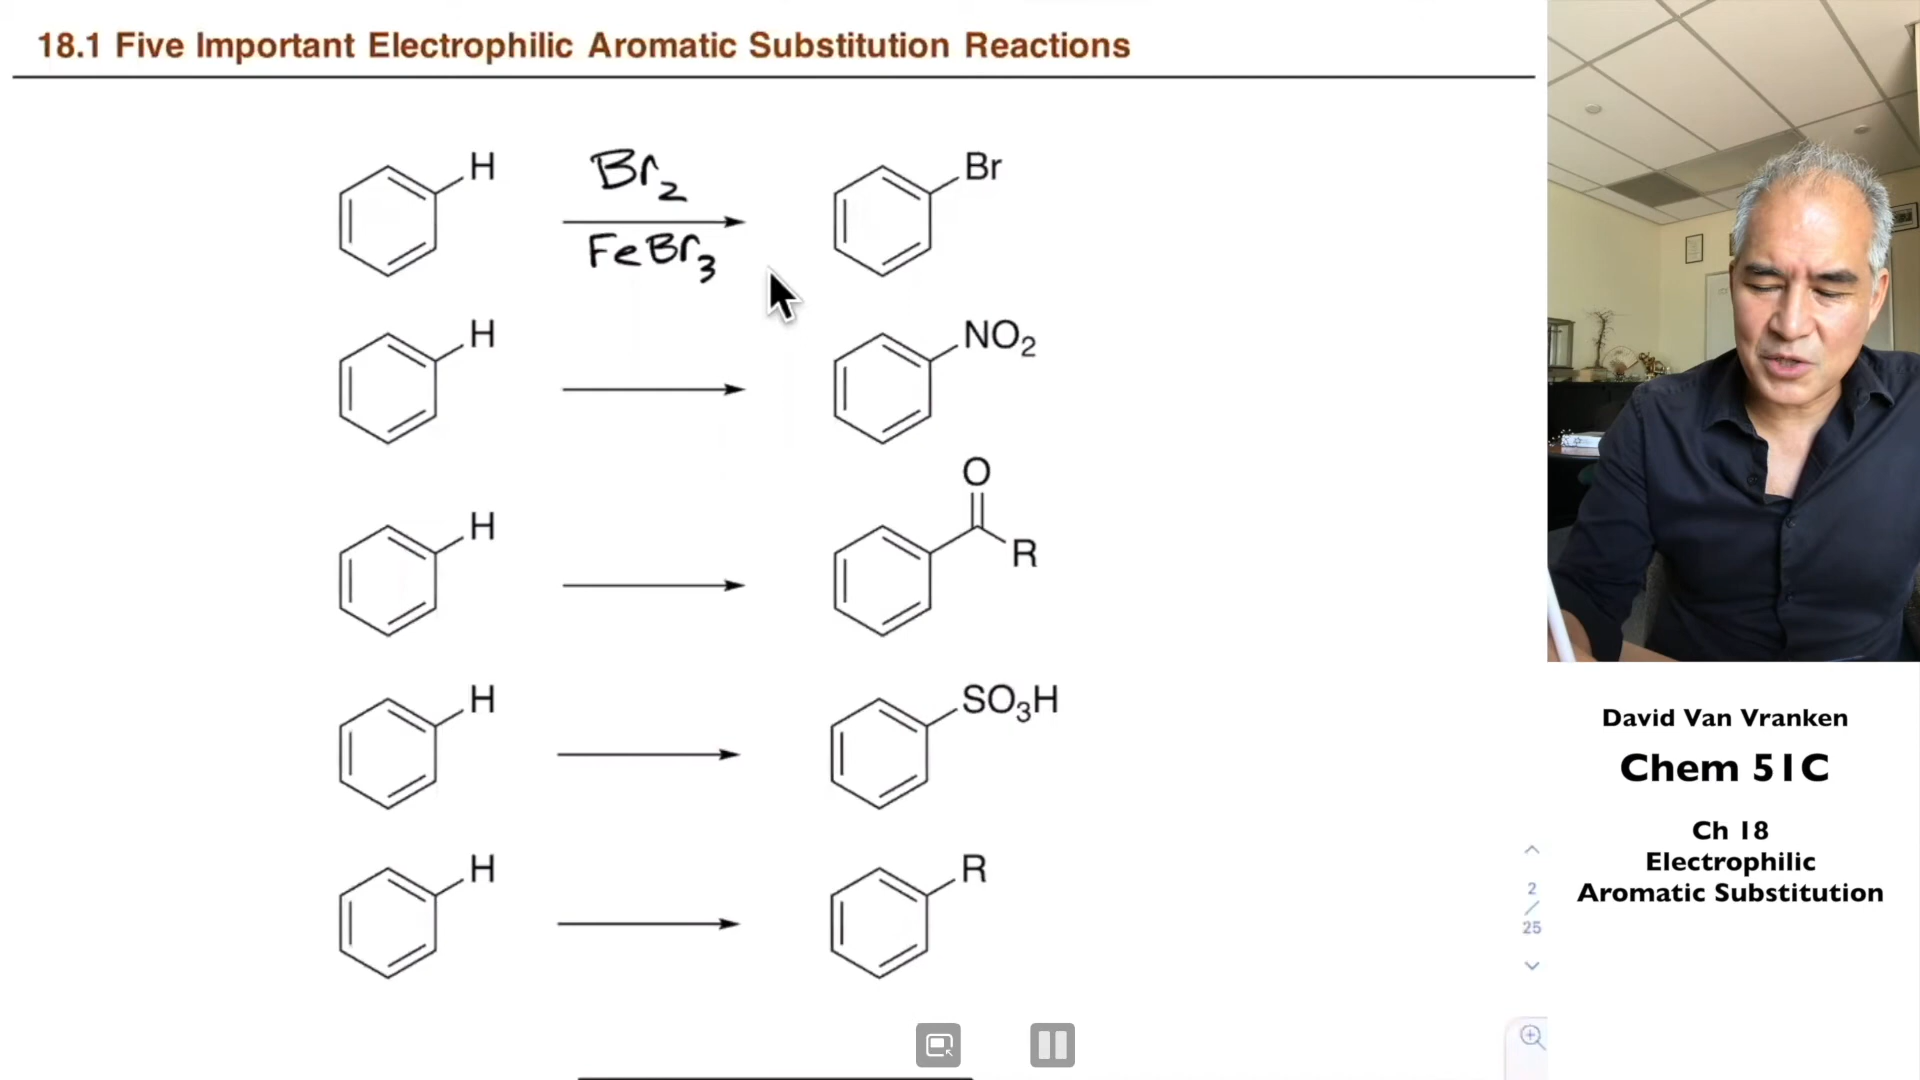 18.1 Five Important Electrophilic Aromatic Substitution Reactions
H
Br2
FeBr3
Br
H
NO2
H
O
R
H
SO3H
H
R
David Van Vranken
Chem 51C
Ch 18
Electrophilic
Aromatic Substitution
2
/
25